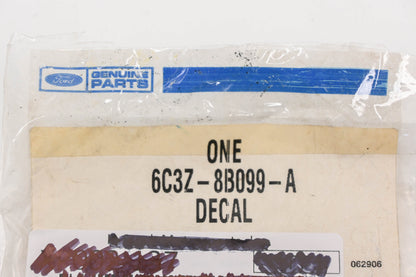 Ford
GENUINE
PARTS
ONE
6C3Z-8B099-A
DECAL
062906